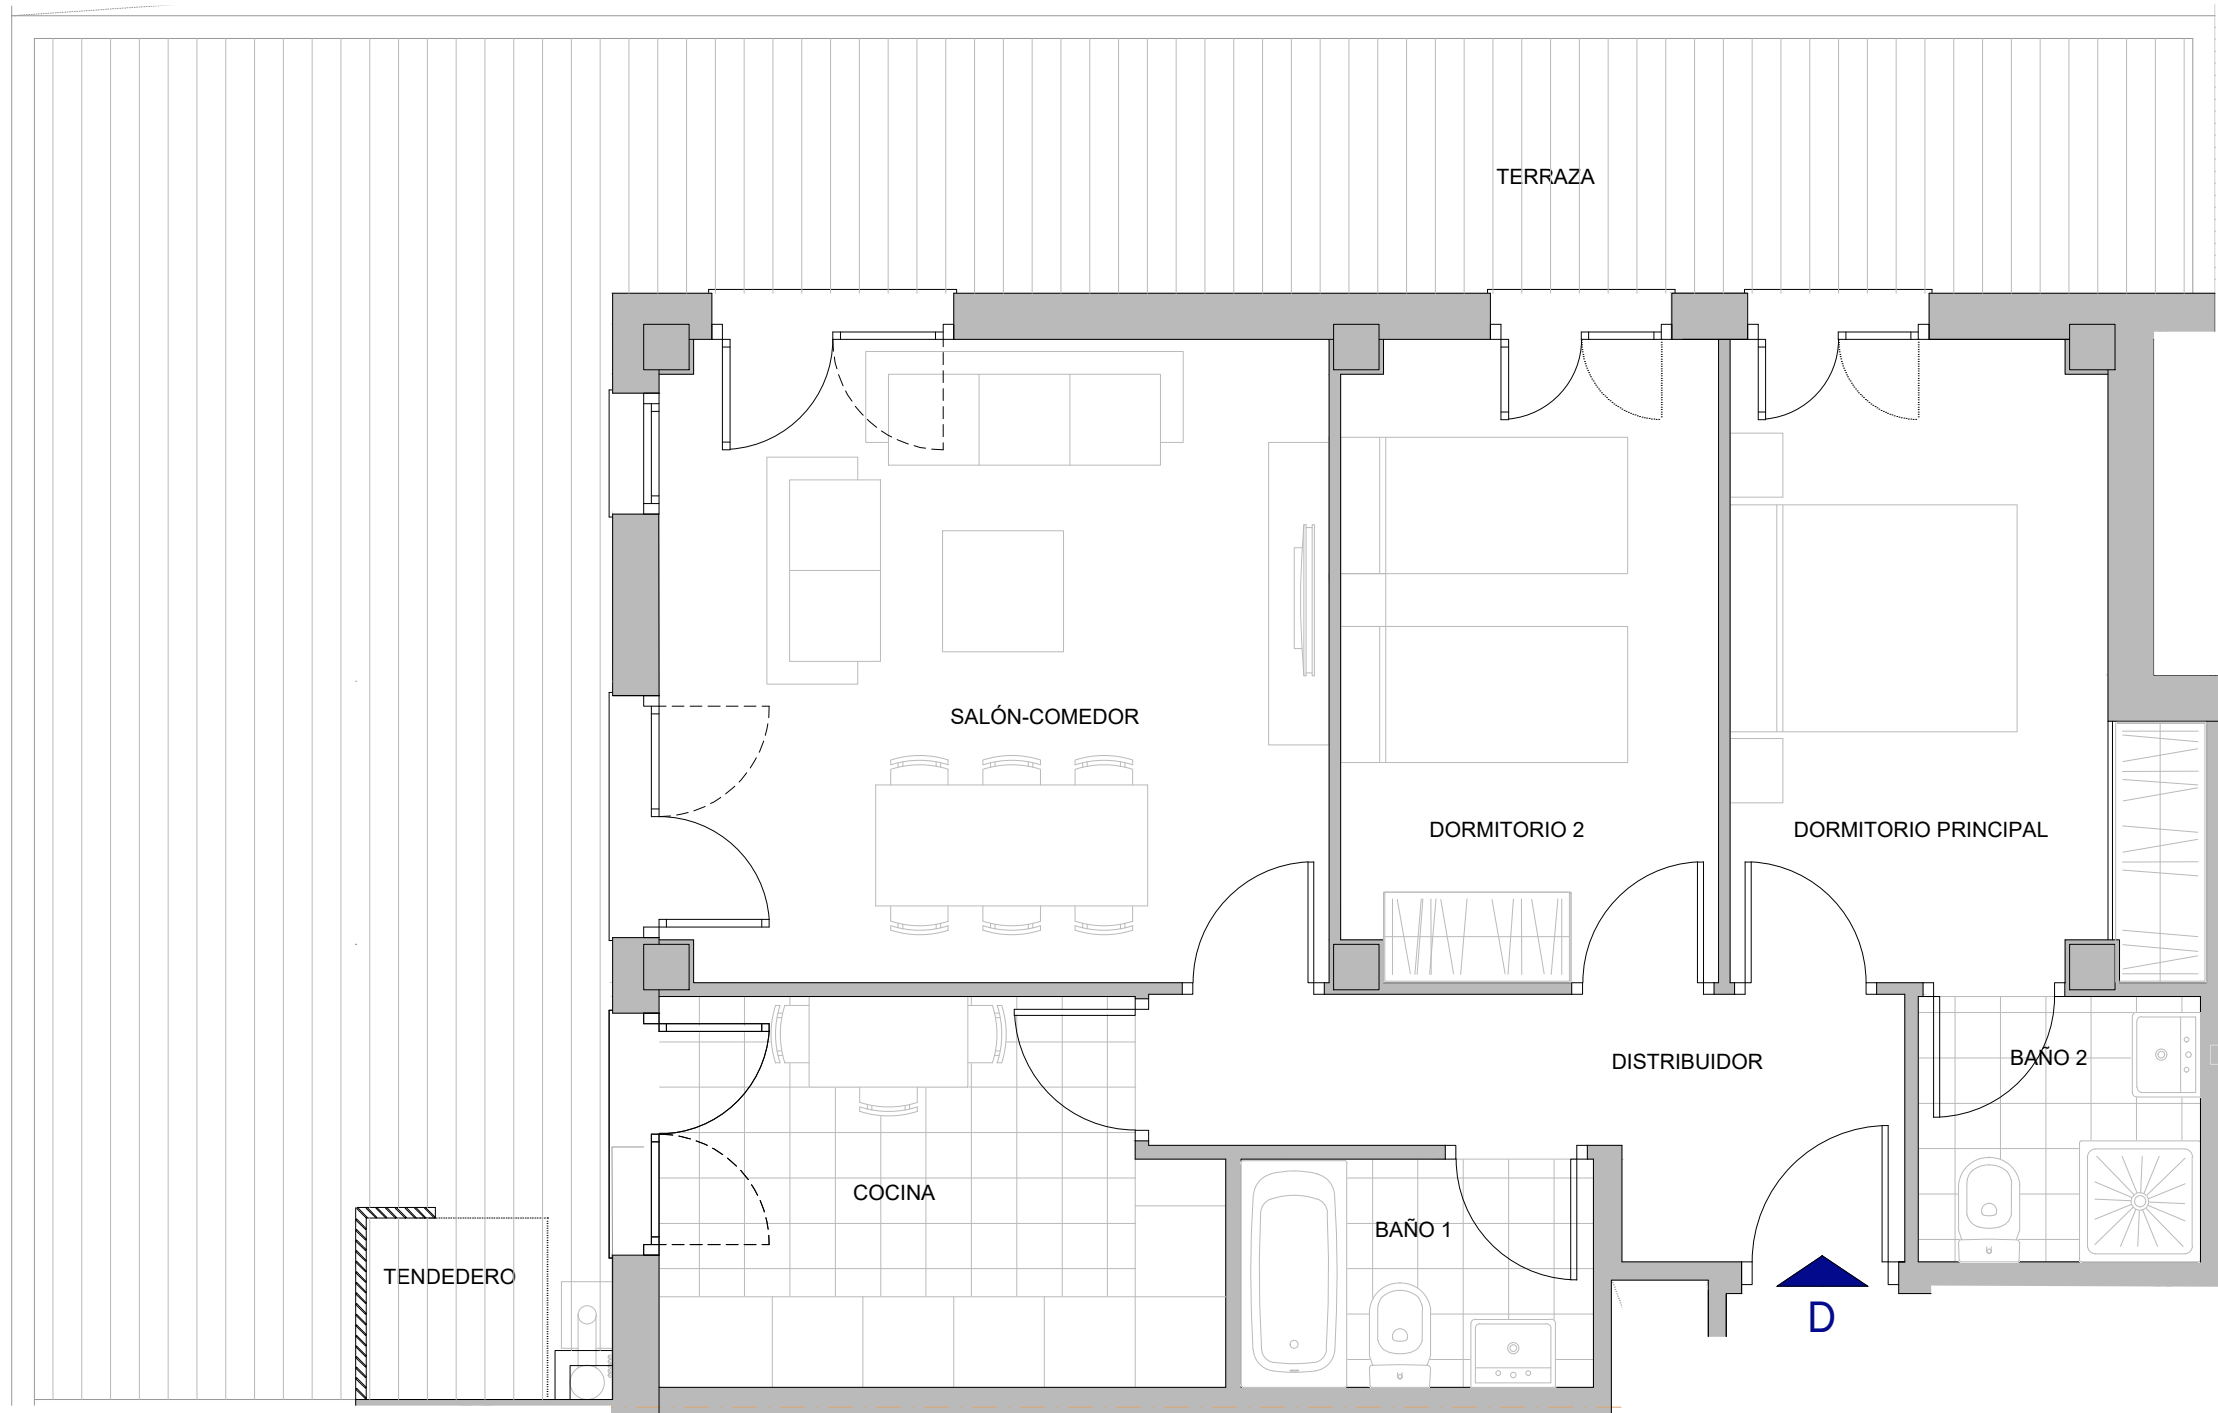 TERRAZA
SALÓN-COMEDOR
DORMITORIO 2
DORMITORIO PRINCIPAL
DISTRIBUIDOR
BAÑO 2
COCINA
BAÑO 1
TENDEDERO
D